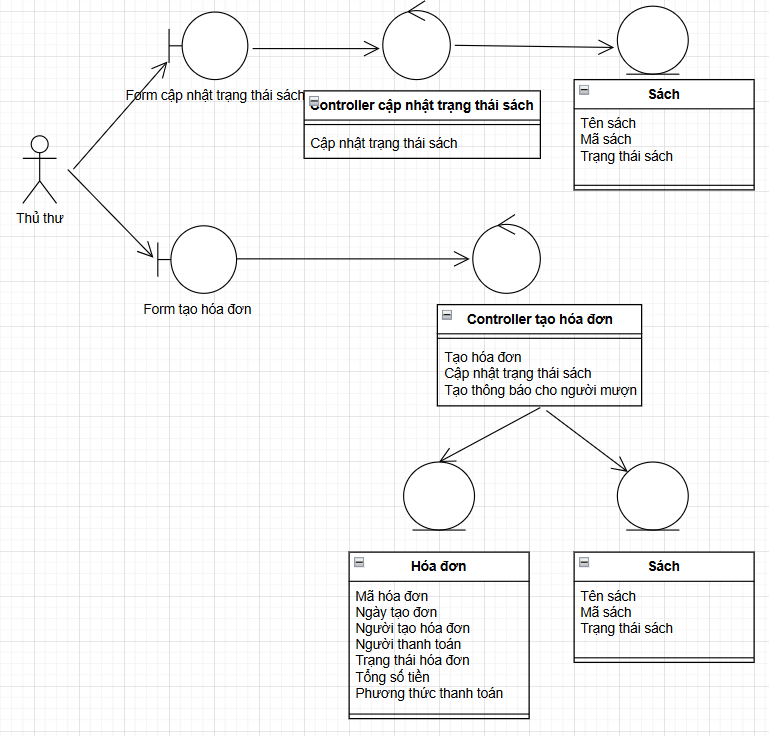 Form cập nhật trạng thái sách
Controller cập nhật trạng thái sách
Cập nhật trạng thái sách
Sách
Tên sách
Mã sách
Trạng thái sách
Thủ thư
Form tạo hóa đơn
Controller tạo hóa đơn
Tạo hóa đơn
Cập nhật trạng thái sách
Tạo thông báo cho người mượn
Hóa đơn
Mã hóa đơn
Ngày tạo đơn
Người tạo hóa đơn
Người thanh toán
Trạng thái hóa đơn
Tổng số tiền
Phương thức thanh toán
Sách
Tên sách
Mã sách
Trạng thái sách